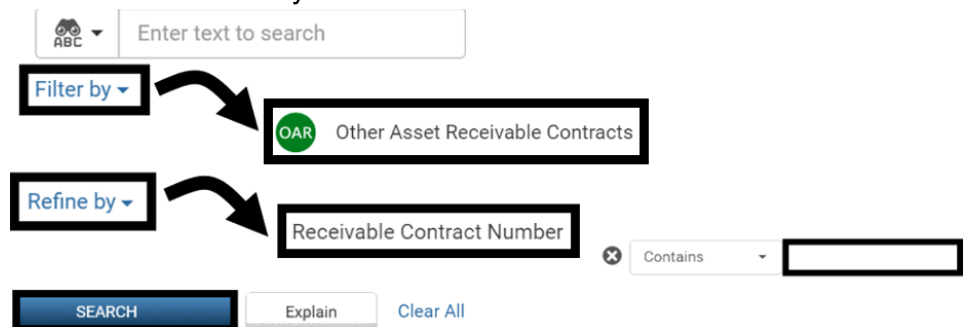 ABC Enter text to search
Filter by
OAR Other Asset Receivable Contracts
Refine by
Receivable Contract Number
Contains
SEARCH Explain Clear All